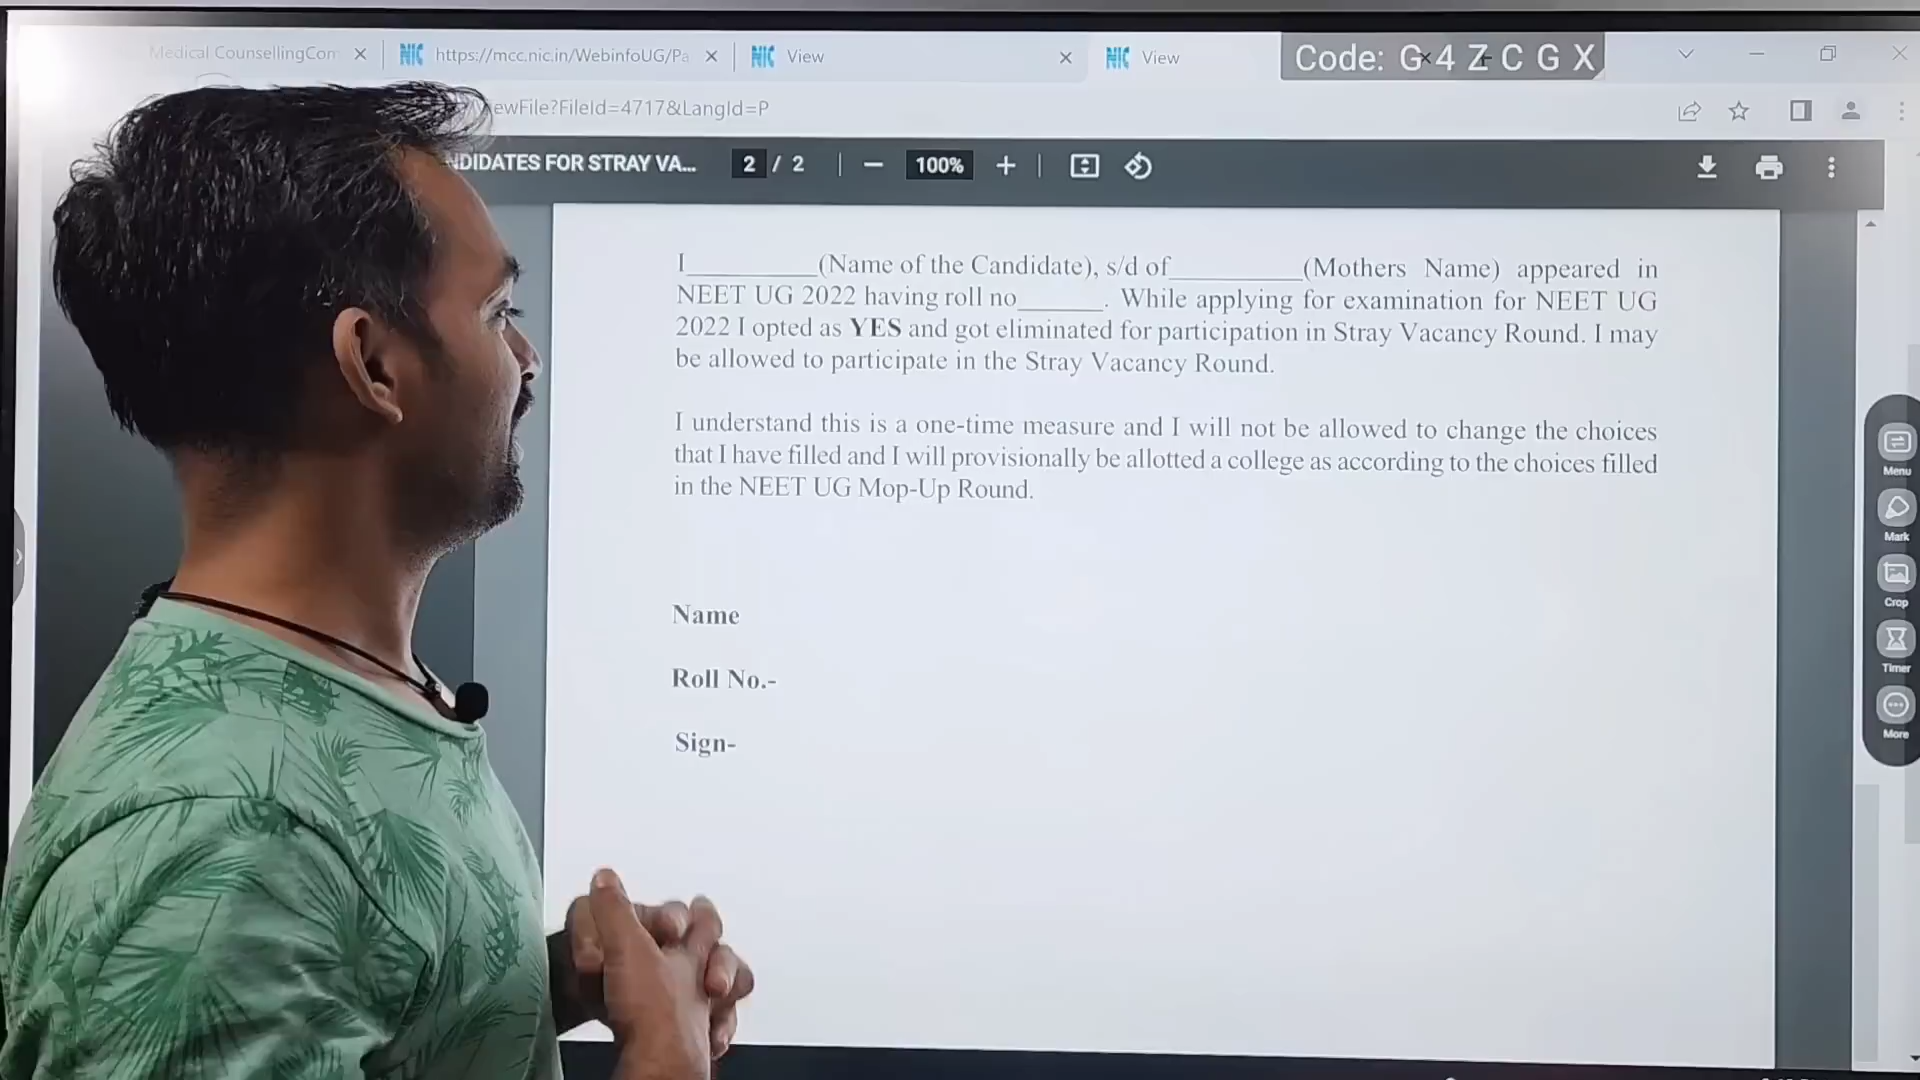 Medical CounsellingCom
NIC https://mcc.nic.in/WebinfoUG/Pa
NIC View
NIC View
Code: G 4 Z C G X
ewFile?FileId=4717&LangId=P
DIDATES FOR STRAY VA...
2 / 2
100%
I__________(Name of the Candidate), s/d of__________(Mothers Name) appeared in
NEET UG 2022 having roll no______. While applying for examination for NEET UG
2022 I opted as YES and got eliminated for participation in Stray Vacancy Round. I may
be allowed to participate in the Stray Vacancy Round.
I understand this is a one-time measure and I will not be allowed to change the choices
that I have filled and I will provisionally be allotted a college as according to the choices filled
in the NEET UG Mop-Up Round.
Name
Roll No.-
Sign-
Menu
Mark
Crop
Timer
More